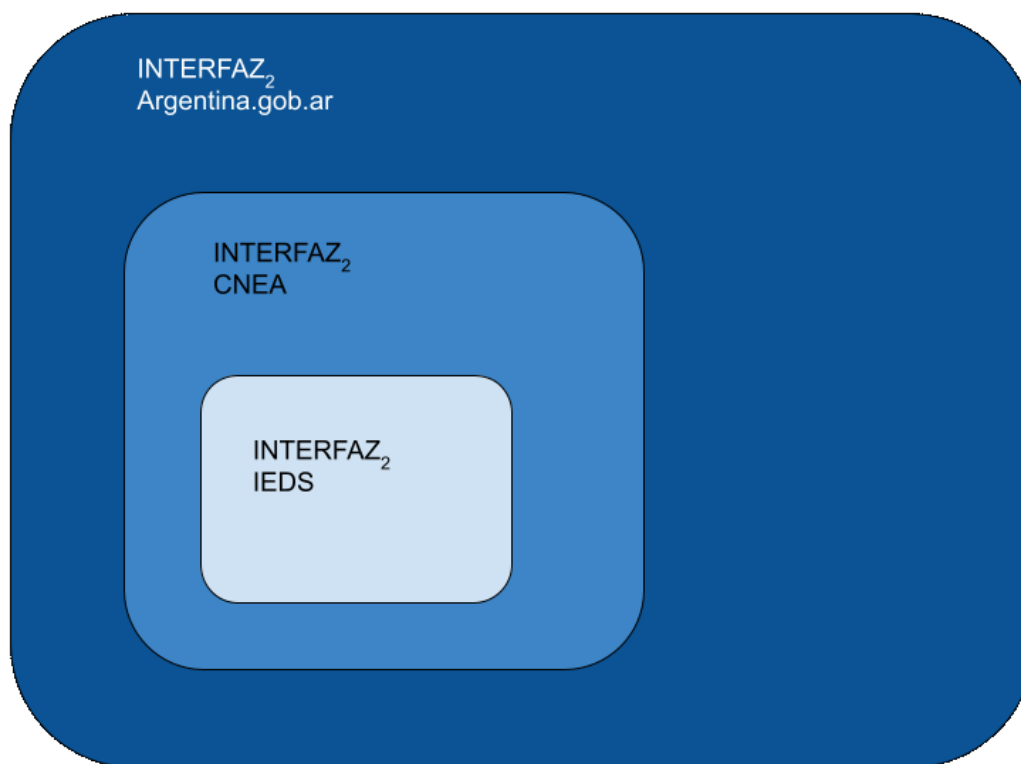 INTERFAZ₂
Argentina.gob.ar
INTERFAZ₂
CNEA
INTERFAZ₂
IEDS